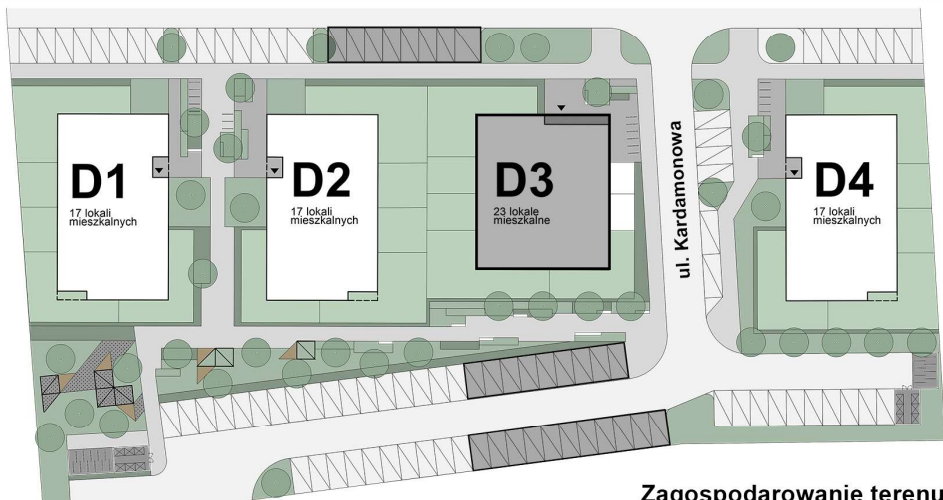 D1
17 lokali
mieszkalnych
D2
17 lokali
mieszkalnych
D3
23 lokale
mieszkalne
ul. Kardamonowa
D4
17 lokali
mieszkalnych
Zagospodarowanie terenu